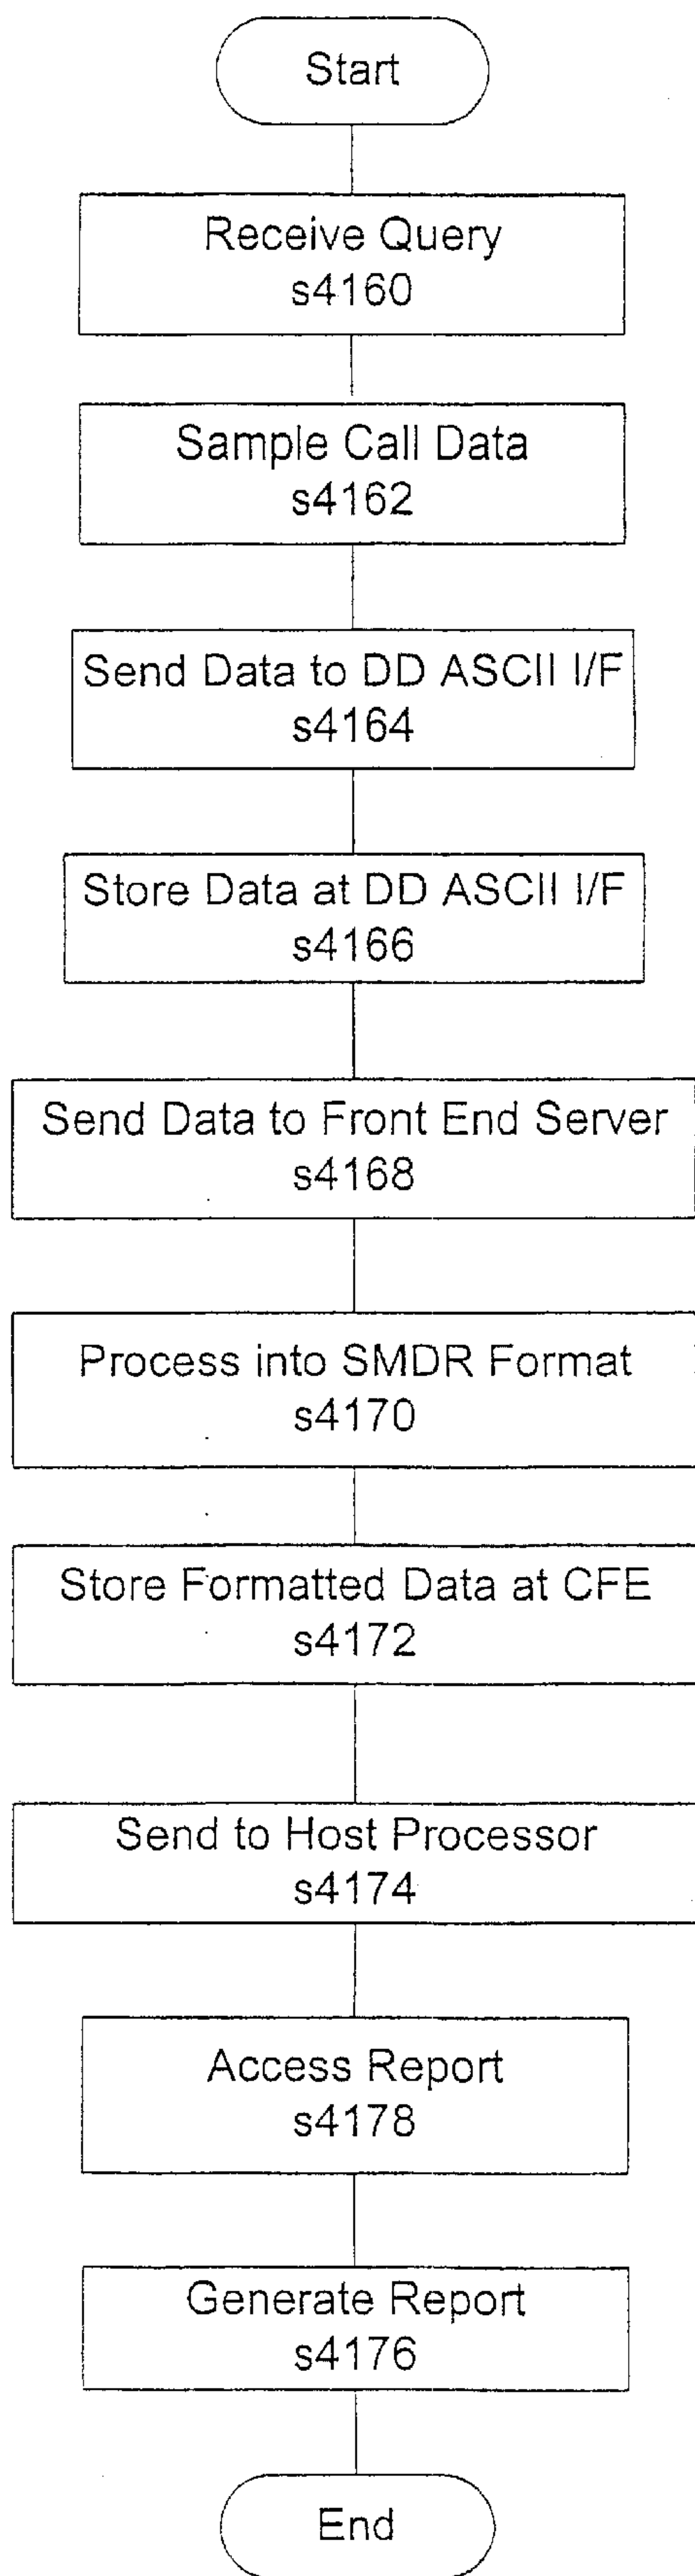 Start
Receive Query
s4160
Sample Call Data
s4162
Send Data to DD ASCII I/F
s4164
Store Data at DD ASCII I/F
s4166
Send Data to Front End Server
s4168
Process into SMDR Format
s4170
Store Formatted Data at CFE
s4172
Send to Host Processor
s4174
Access Report
s4178
Generate Report
s4176
End